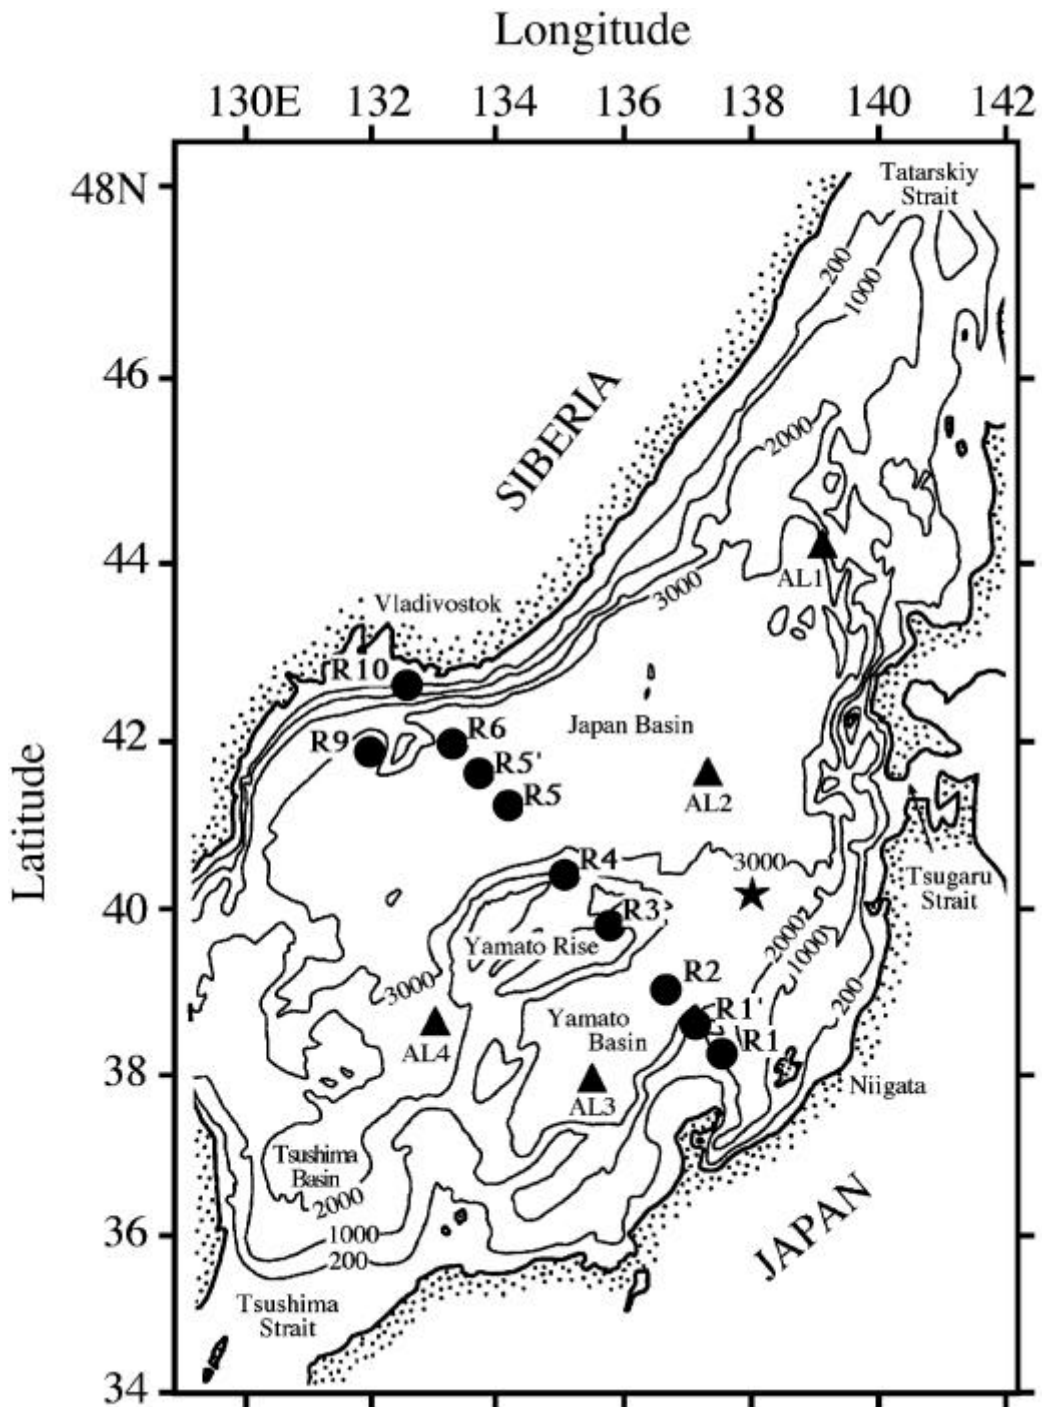 Longitude
130E 132 134 136 138 140 142
48N
Tatarskiy
Strait
200
1000
46
SIBERIA
2000
44
AL1
3000
Vladivostok
R10
42
R9
R6
Japan Basin
R5'
R5
AL2
Latitude
R4
3000
Tsugaru
Strait
40
R3
Yamato Rise
2000
1000
3000
R2
200
R1'
Yamato
Basin
AL4
R1
38
AL3
Niigata
Tsushima
Basin
2000
1000
36
200
JAPAN
Tsushima
Strait
34